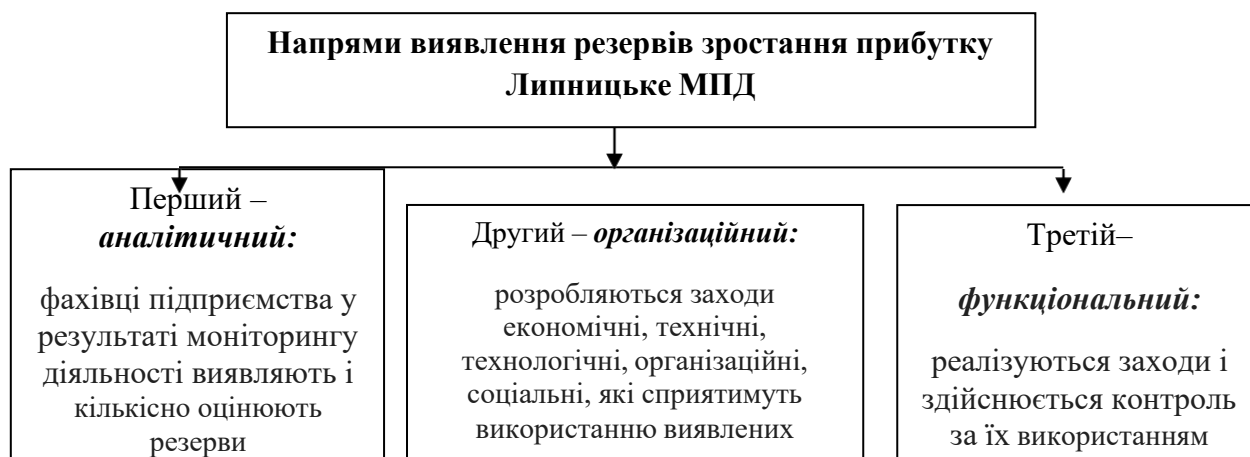 Напрями виявлення резервів зростання прибутку
Липницьке МПД
Перший –
аналітичний:
фахівці підприємства у
результаті моніторингу
діяльності виявляють і
кількісно оцінюють
резерви
Другий – організаційний:
розробляються заходи
економічні, технічні,
технологічні, організаційні,
соціальні, які сприятимуть
використанню виявлених
Третій–
функціональний:
реалізуються заходи і
здійснюється контроль
за їх використанням